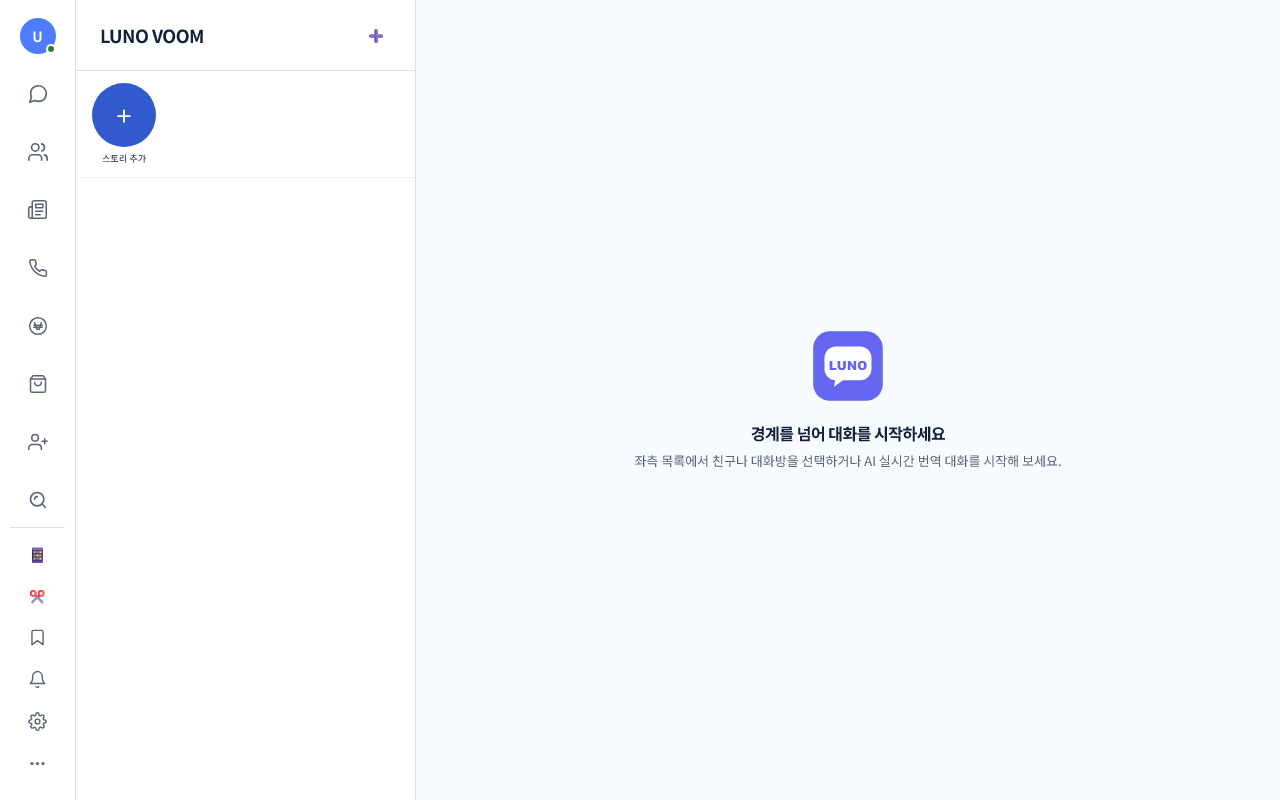 U
LUNO VOOM
스토리 추가
LUNO
경계를 넘어 대화를 시작하세요
좌측 목록에서 친구나 대화방을 선택하거나 AI 실시간 번역 대화를 시작해 보세요.